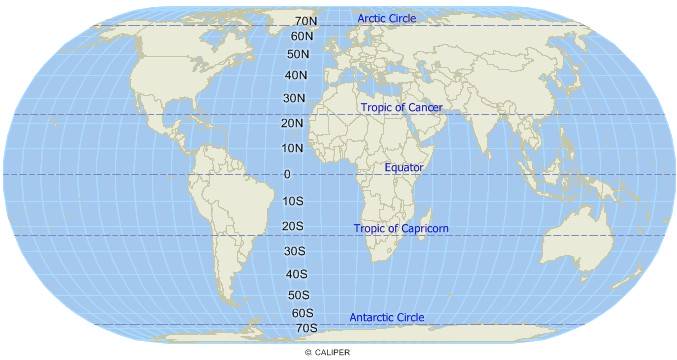 70N
Arctic Circle
60N
50N
40N
30N
Tropic of Cancer
20N
10N
Equator
0
10S
20S
Tropic of Capricorn
30S
40S
50S
60S
Antarctic Circle
70S
© CALIPER